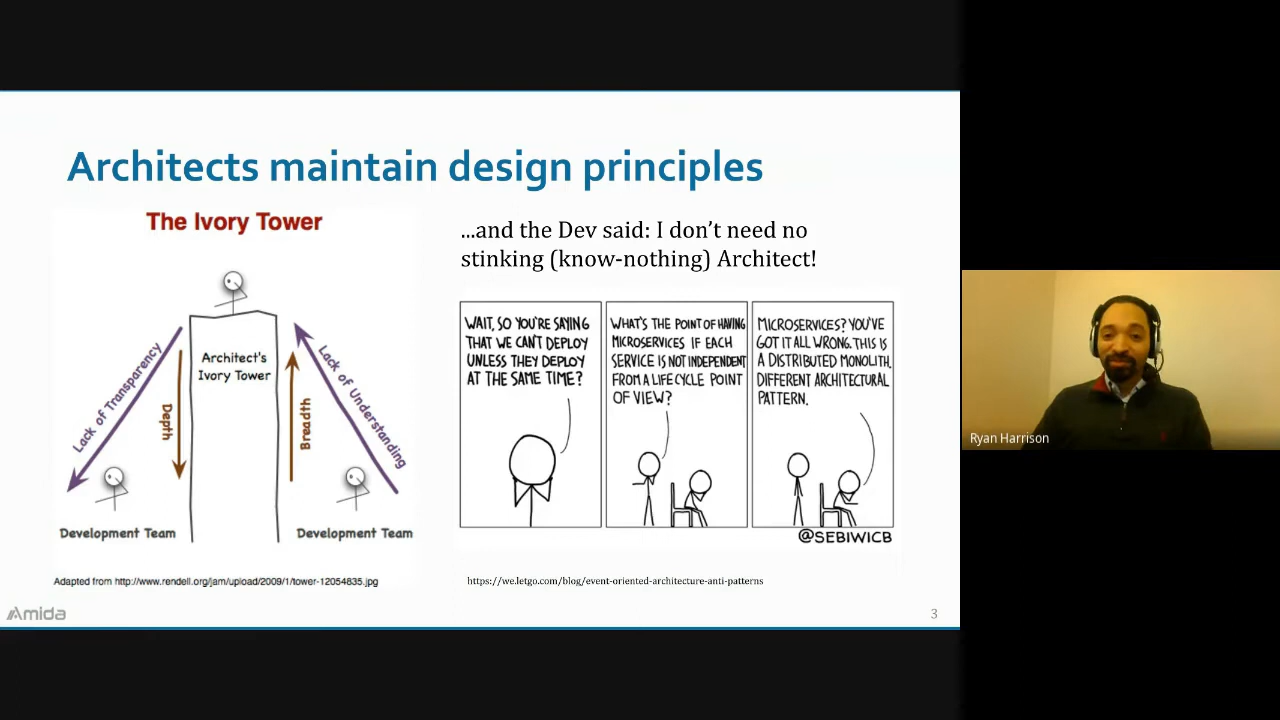 Architects maintain design principles
The Ivory Tower
Architect's
Ivory Tower
Lack of Transparency
Depth
Breadth
Lack of Understanding
Development Team
Development Team
Adapted from http://www.rendell.org/jam/upload/2009/1/tower-12054835.jpg
...and the Dev said: I don't need no
stinking (know-nothing) Architect!
WAIT, SO YOU'RE SAYING
THAT WE CAN'T DEPLOY
UNLESS THEY DEPLOY
AT THE SAME TIME?
WHAT'S THE POINT OF HAVING
MICROSERVICES IF EACH
SERVICE IS NOT INDEPENDENT
FROM A LIFE CYCLE POINT
OF VIEW?
MICROSERVICES? YOU'VE
GOT IT ALL WRONG. THIS IS
A DISTRIBUTED MONOLITH.
DIFFERENT ARCHITECTURAL
PATTERN.
@SEBIWICB
https://we.letgo.com/blog/event-oriented-architecture-anti-patterns
Amida
3
Ryan Harrison